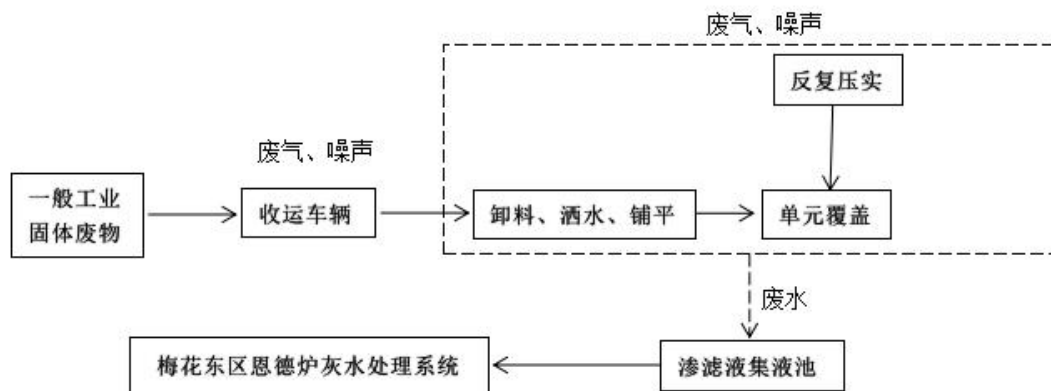 废气、噪声
反复压实
废气、噪声
一般工业
固体废物
收运车辆
卸料、洒水、铺平
单元覆盖
废水
梅花东区恩德炉灰水处理系统
渗滤液集液池